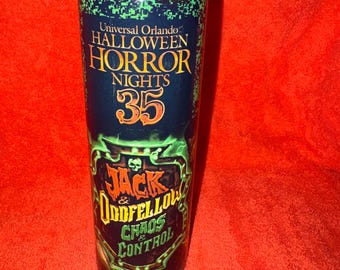 Universal Orlando
HALLOWEEN
HORROR
NIGHTS
35
JACK
&
ODDFELLOW
CHAOS
&
CONTROL